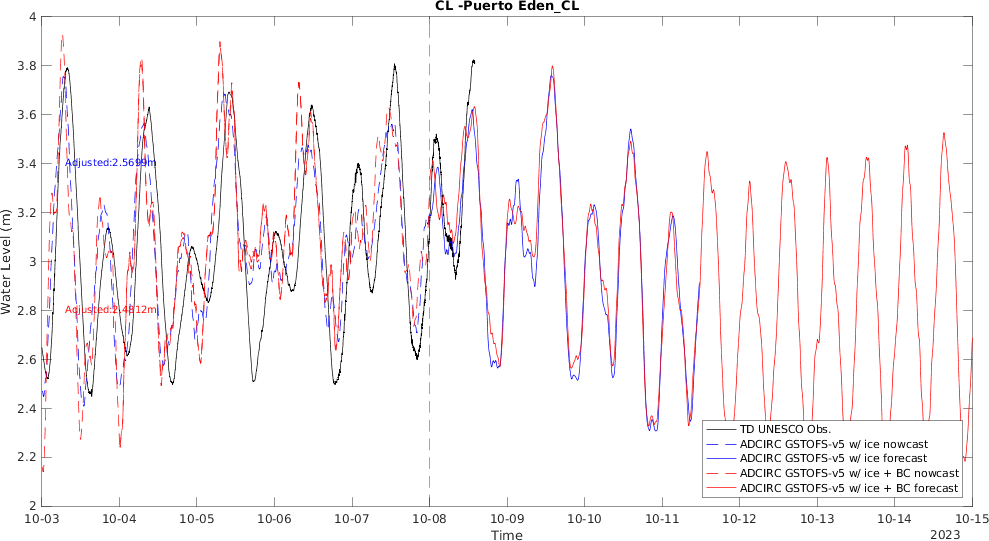 CL -Puerto Eden_CL
4
3.8
3.6
3.4
3.2
3
2.8
2.6
2.4
2.2
2
Water Level (m)
Adjusted:2.5699m
Adjusted:2.4812m
TD UNESCO Obs.
ADCIRC GSTOFS-v5 w/ ice nowcast
ADCIRC GSTOFS-v5 w/ ice forecast
ADCIRC GSTOFS-v5 w/ ice + BC nowcast
ADCIRC GSTOFS-v5 w/ ice + BC forecast
10-03 10-04 10-05 10-06 10-07 10-08 10-09 10-10 10-11 10-12 10-13 10-14 10-15
Time
2023